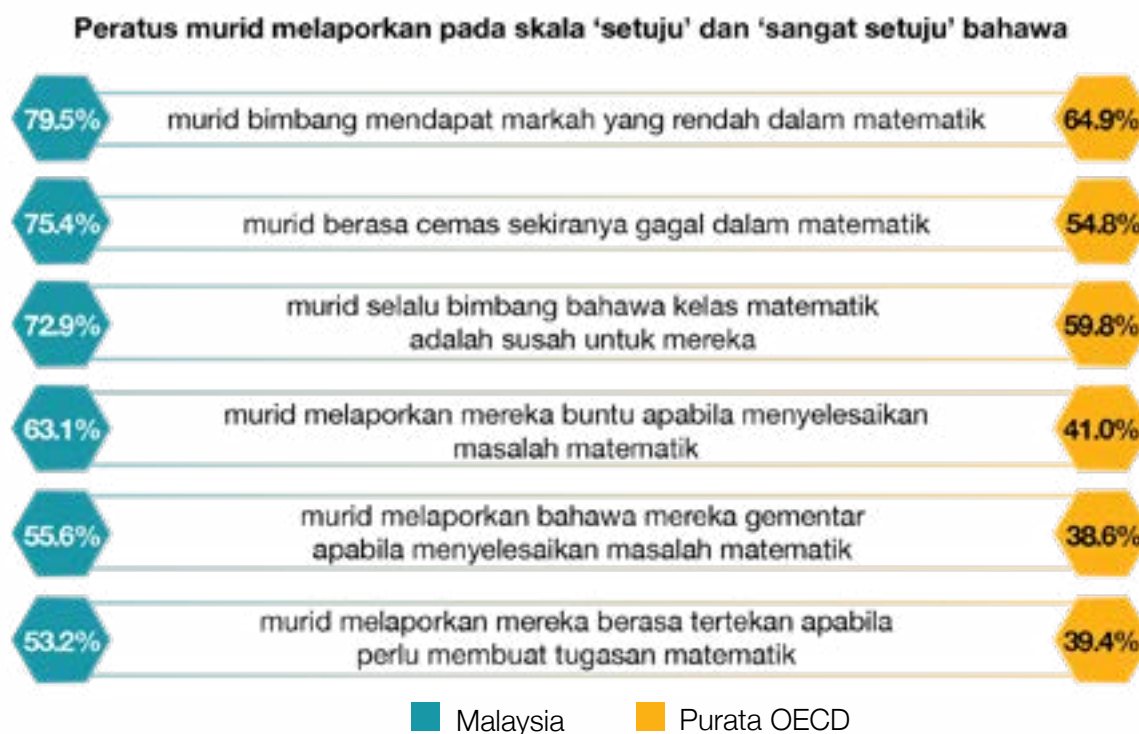 Peratus murid melaporkan pada skala ‘setuju’ dan ‘sangat setuju’ bahawa
79.5%
murid bimbang mendapat markah yang rendah dalam matematik
64.9%
75.4%
murid berasa cemas sekiranya gagal dalam matematik
54.8%
72.9%
murid selalu bimbang bahawa kelas matematik
adalah susah untuk mereka
59.8%
63.1%
murid melaporkan mereka buntu apabila menyelesaikan
masalah matematik
41.0%
55.6%
murid melaporkan bahawa mereka gementar
apabila menyelesaikan masalah matematik
38.6%
53.2%
murid melaporkan mereka berasa tertekan apabila
perlu membuat tugasan matematik
39.4%
Malaysia
Purata OECD